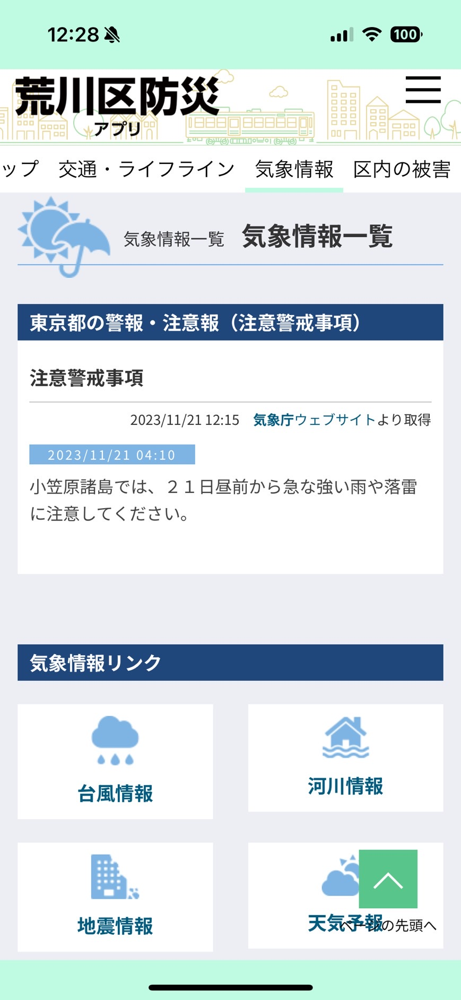 12:28
100
荒川区防災
アプリ
ップ 交通・ライフライン 気象情報 区内の被害
気象情報一覧 気象情報一覧
東京都の警報・注意報（注意警戒事項）
注意警戒事項
2023/11/21 12:15 気象庁ウェブサイトより取得
2023/11/21 04:10
小笠原諸島では、２１日昼前から急な強い雨や落雷
に注意してください。
気象情報リンク
台風情報
河川情報
地震情報
天気予報
ページの先頭へ